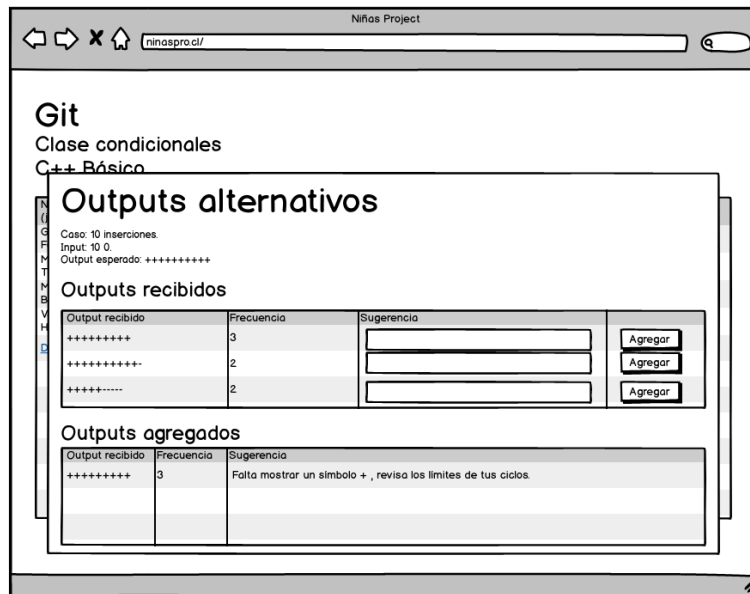 Niñas Project
ninaspro.cl/
Git
Clase condicionales
C++ Básico
N
(j
G
F
M
T
M
B
V
H
D
Outputs alternativos
Caso: 10 inserciones.
Input: 10 0.
Output esperado: ++++++++++
Outputs recibidos
Output recibido Frecuencia Sugerencia
+++++++++ 3 Agregar
++++++++++- 2 Agregar
+++++----- 2 Agregar
Outputs agregados
Output recibido Frecuencia Sugerencia
+++++++++ 3 Falta mostrar un símbolo + , revisa los límites de tus ciclos.